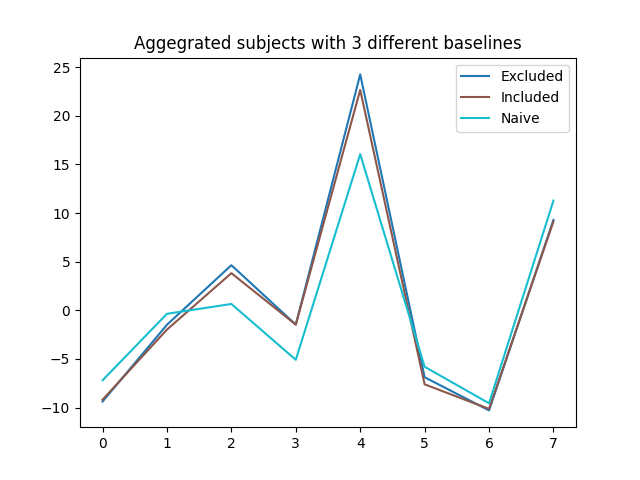 Aggegrated subjects with 3 different baselines
25
20
15
10
5
0
−5
−10
0 1 2 3 4 5 6 7
Excluded
Included
Naive